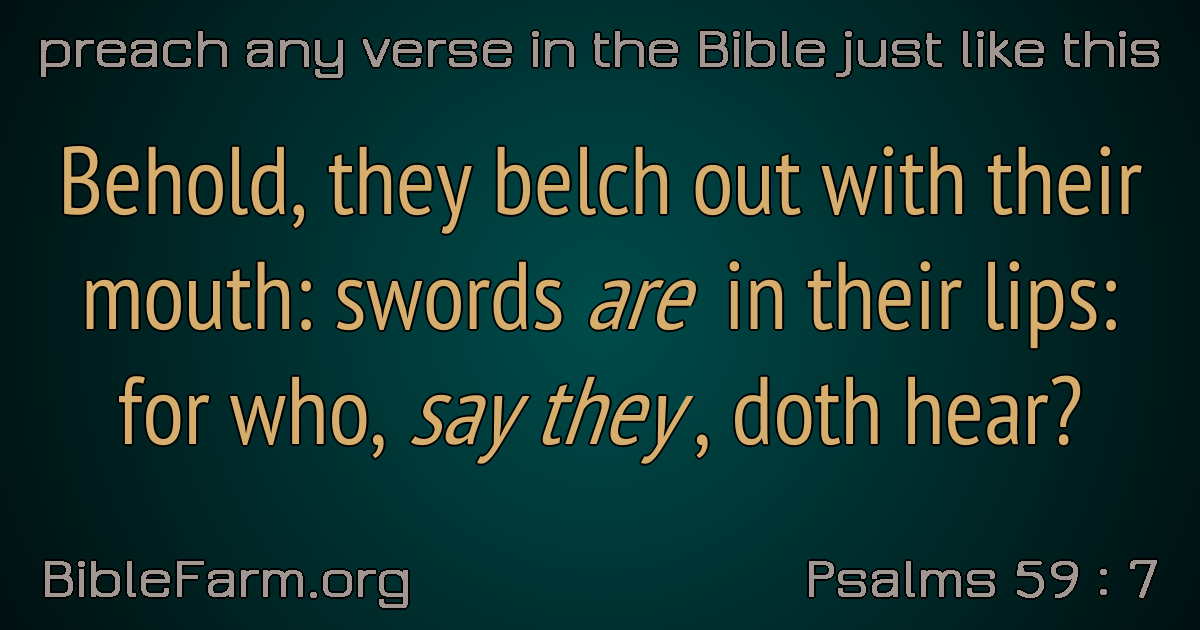 preach any verse in the Bible just like this
Behold, they belch out with their
mouth: swords are in their lips:
for who, say they, doth hear?
BibleFarm.org
Psalms 59 : 7